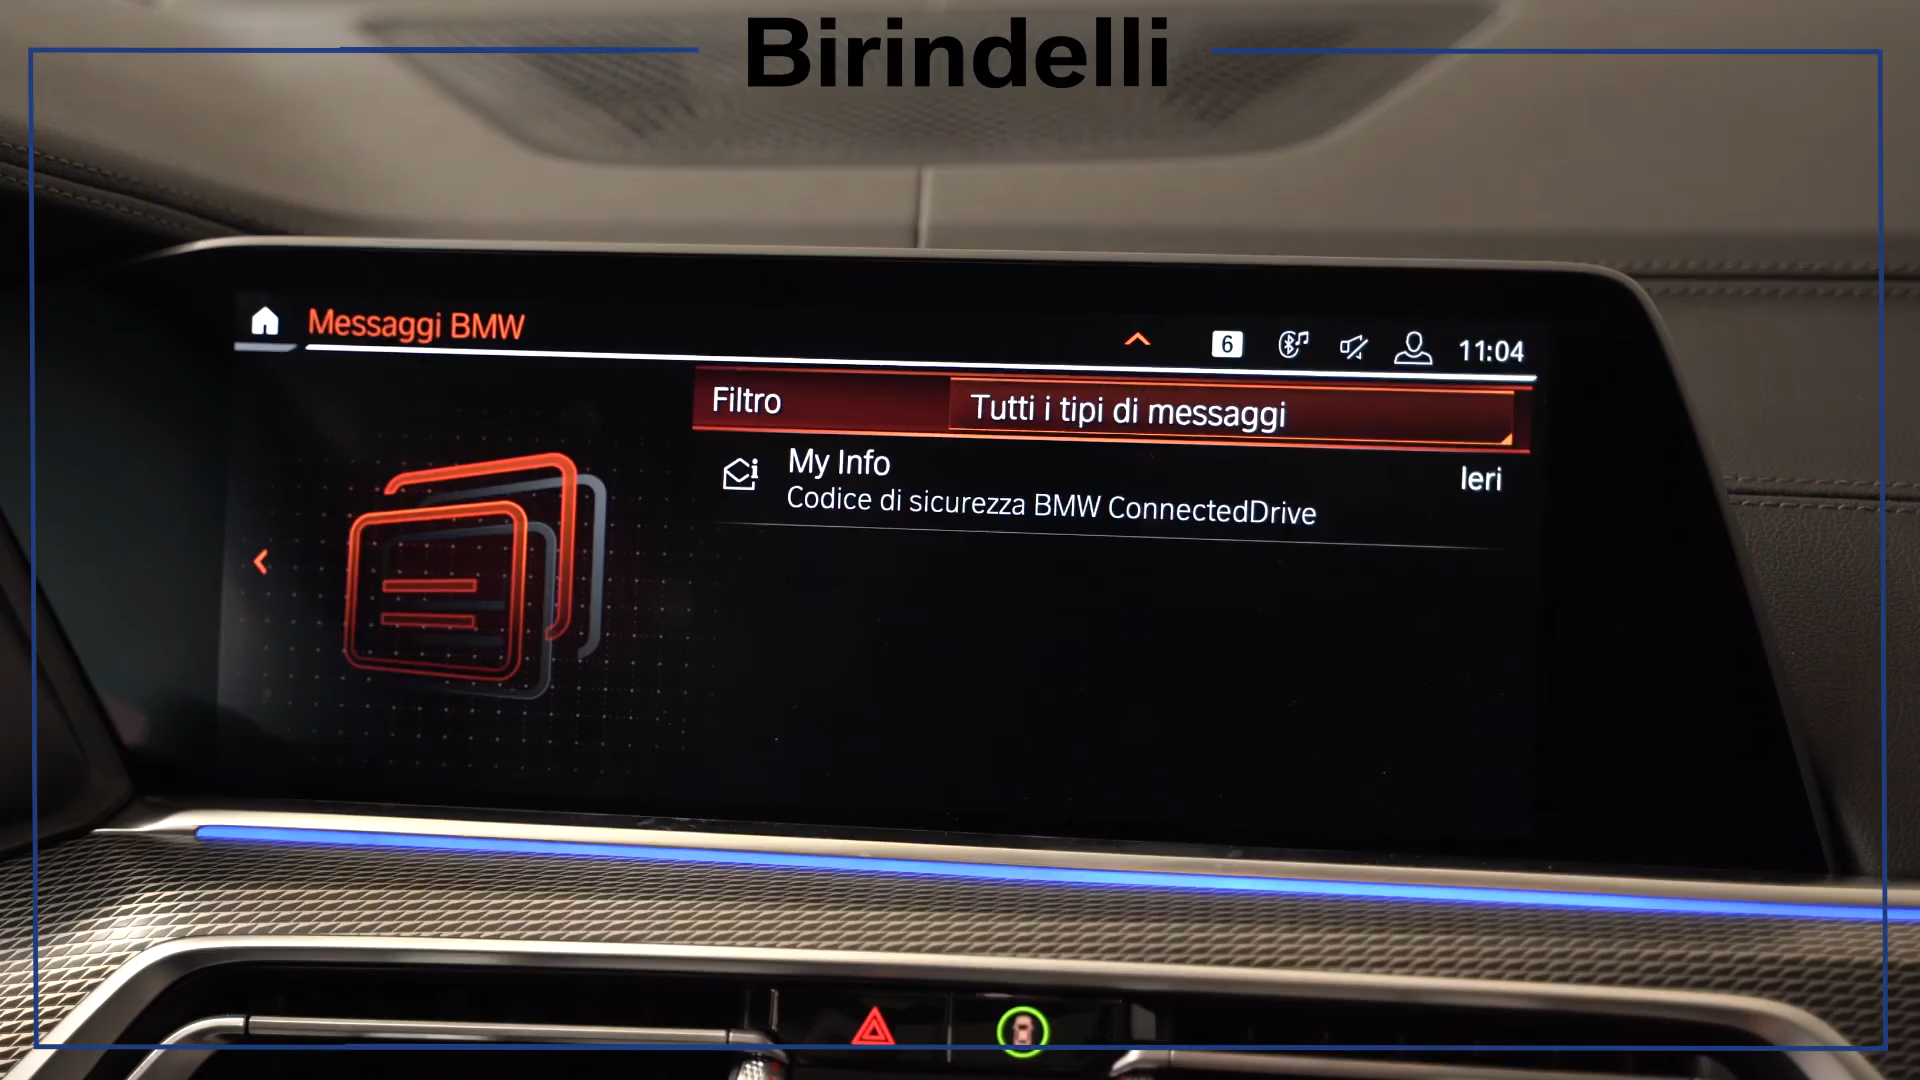 Birindelli
Messaggi BMW
6
11:04
Filtro
Tutti i tipi di messaggi
My Info
Ieri
Codice di sicurezza BMW ConnectedDrive